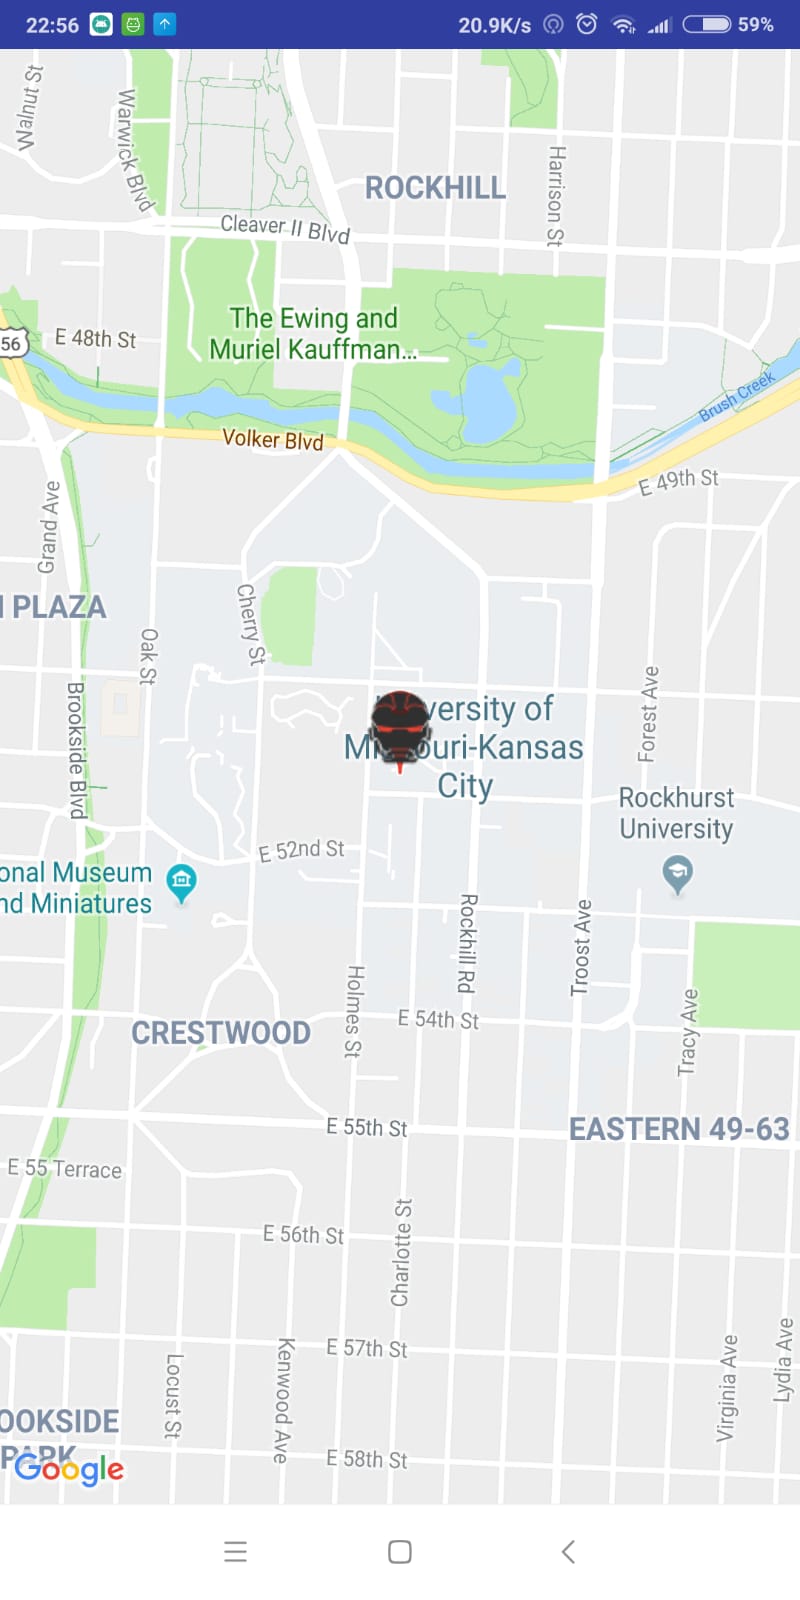 22:56
20.9K/s
59%
Walnut St
Warwick Blvd
ROCKHILL
Harrison St
Cleaver II Blvd
The Ewing and
Muriel Kauffman...
56
E 48th St
Brush Creek
Volker Blvd
E 49th St
Grand Ave
PLAZA
Cherry St
Oak St
Forest Ave
Brookside Blvd
versity of
ouri-Kansas
City
Rockhurst
University
E 52nd St
onal Museum
nd Miniatures
Rockhill Rd
Troost Ave
Holmes St
E 54th St
Tracy Ave
CRESTWOOD
E 55th St
EASTERN 49-63
E 55 Terrace
Charlotte St
E 56th St
E 57th St
Locust St
Kenwood Ave
Virginia Ave
Lydia Ave
OOKSIDE
PARK
E 58th St
Google